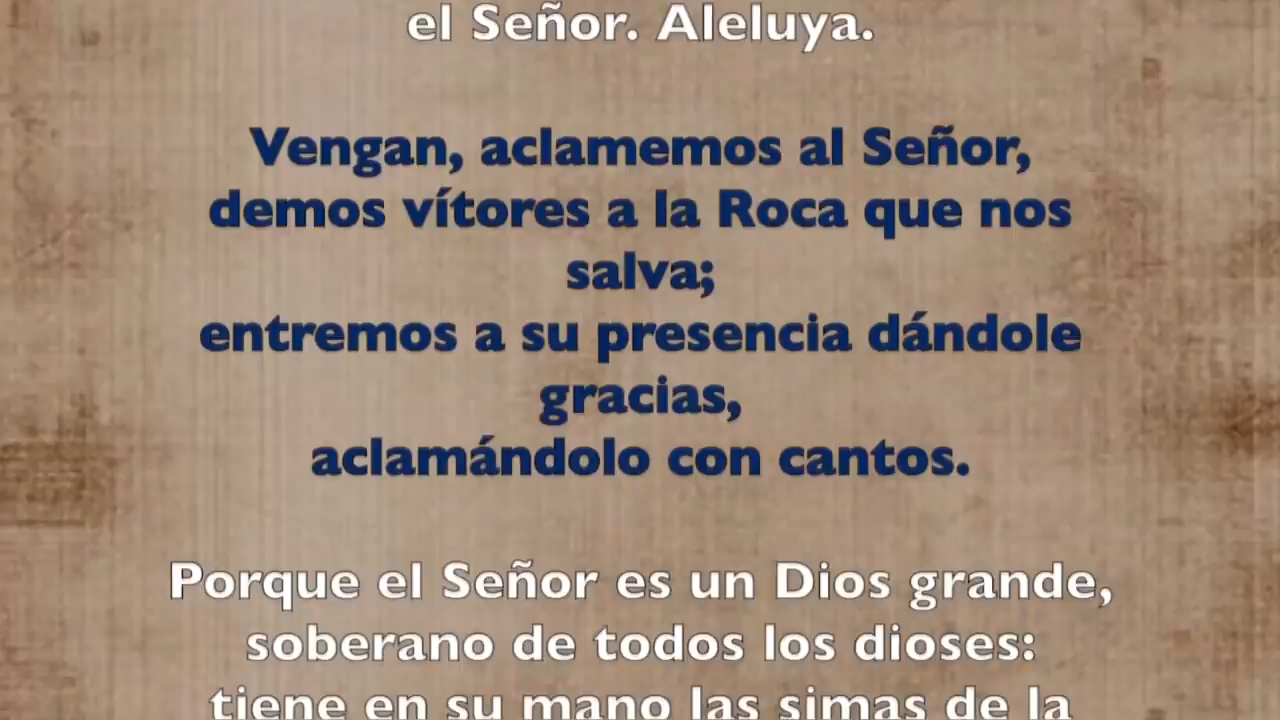 el Señor. Aleluya.
Vengan, aclamemos al Señor,
demos vítores a la Roca que nos
salva;
entremos a su presencia dándole
gracias,
aclamándolo con cantos.
Porque el Señor es un Dios grande,
soberano de todos los dioses:
tiene en su mano las simas de la